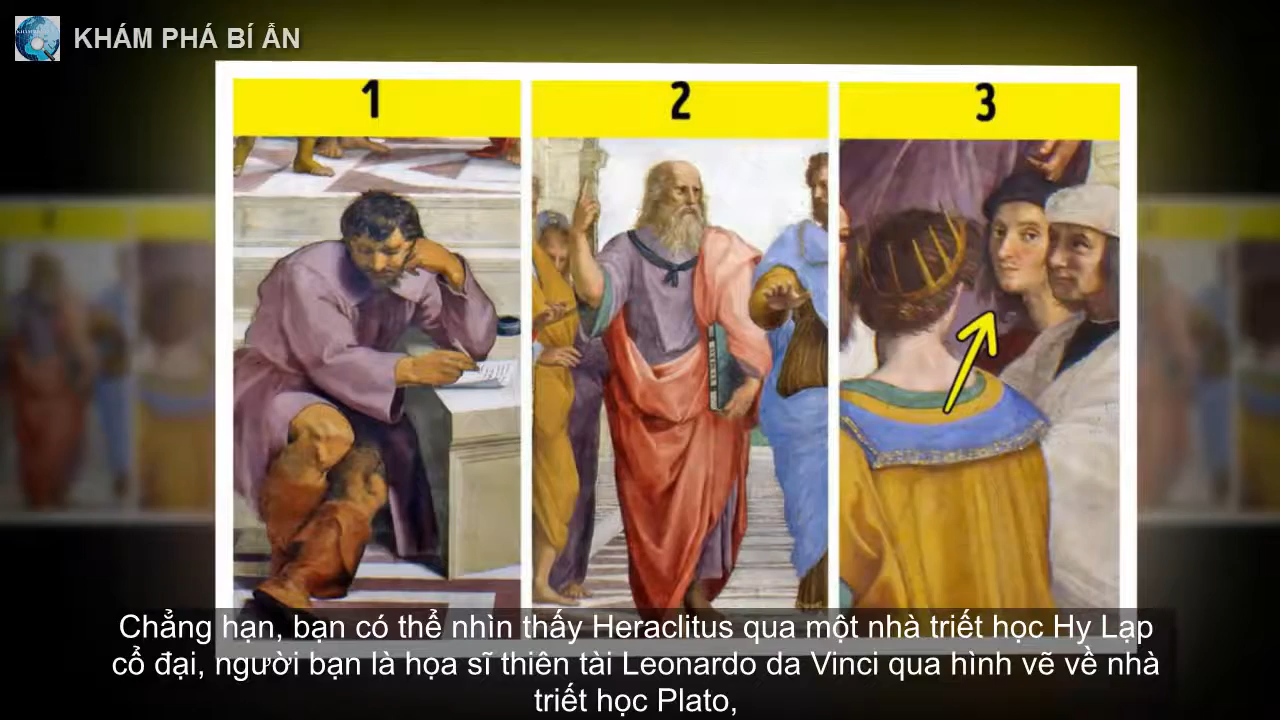 KHÁM PHÁ BÍ ẨN
1
2
3
Chẳng hạn, bạn có thể nhìn thấy Heraclitus qua một nhà triết học Hy Lạp
cổ đại, người bạn là họa sĩ thiên tài Leonardo da Vinci qua hình vẽ về nhà
triết học Plato,